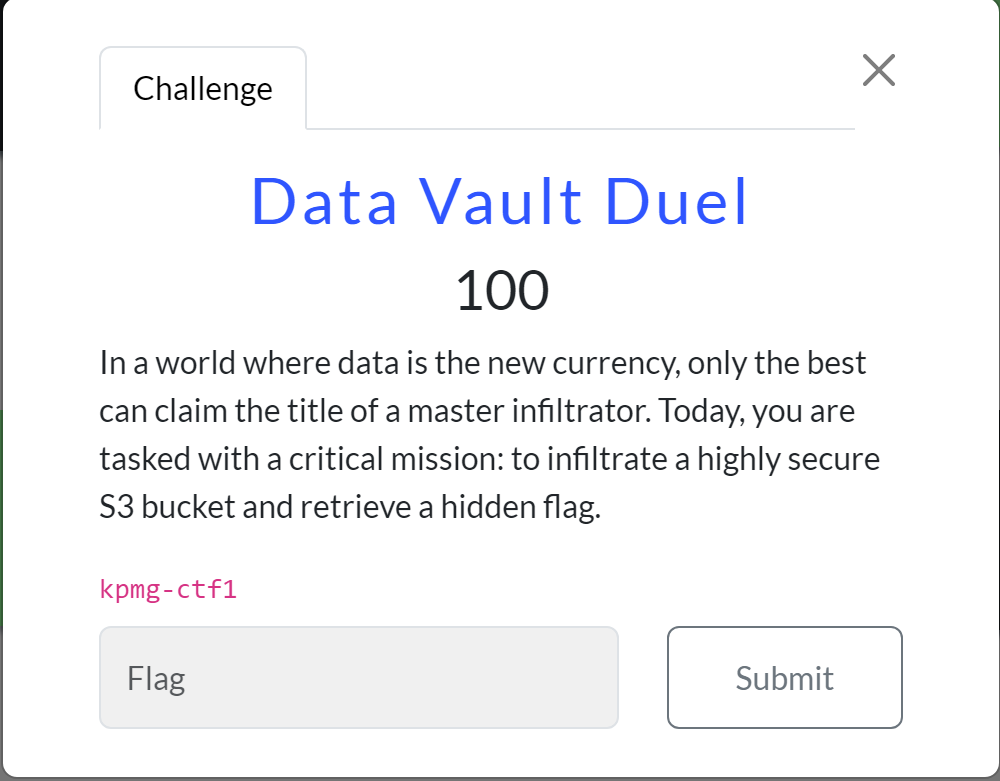 Challenge
Data Vault Duel
100
In a world where data is the new currency, only the best
can claim the title of a master infiltrator. Today, you are
tasked with a critical mission: to infiltrate a highly secure
S3 bucket and retrieve a hidden flag.
kpmg-ctf1
Flag
Submit